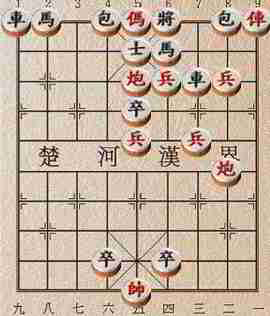 1 2 3 4 5 6 7 8 9
車 馬 包 傌 將 包 俥
士 馬
炮 兵 車 兵
卒
兵 兵
楚 河 漢
炮
卒 卒
帥
九 八 七 六 五 四 三 二 一